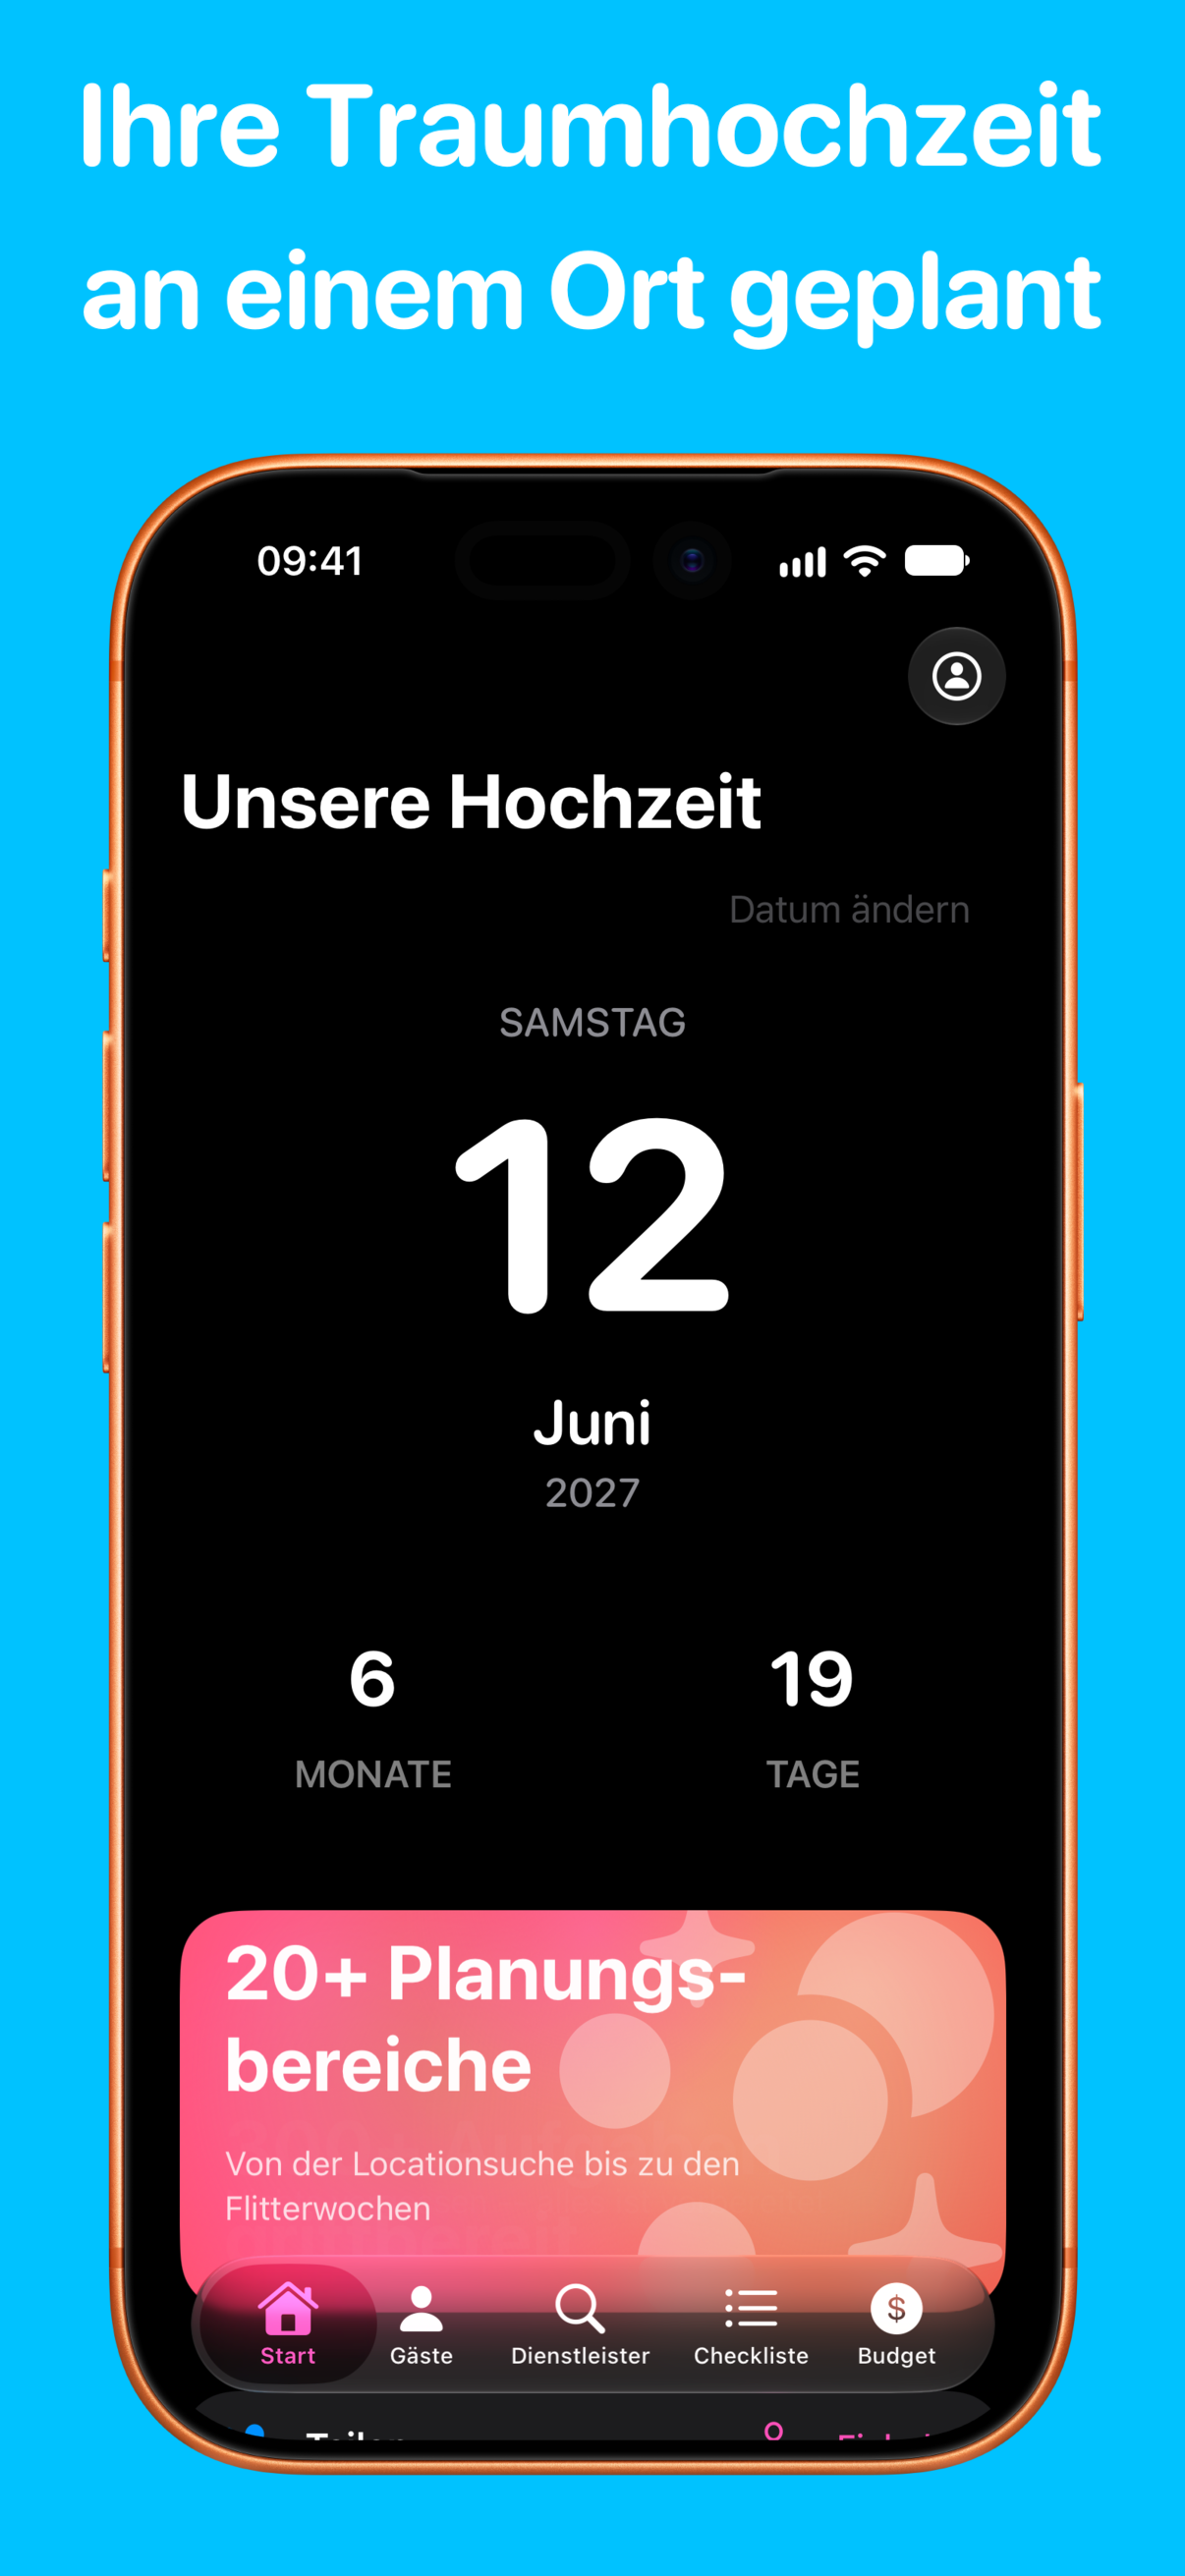 Ihre Traumhochzeit
an einem Ort geplant
09:41
Unsere Hochzeit
Datum ändern
SAMSTAG
12
Juni
2027
6
19
MONATE
TAGE
20+ Planungs-
bereiche
Von der Locationsuche bis zu den
Flitterwochen
Start
Gäste
Dienstleister
Checkliste
Budget